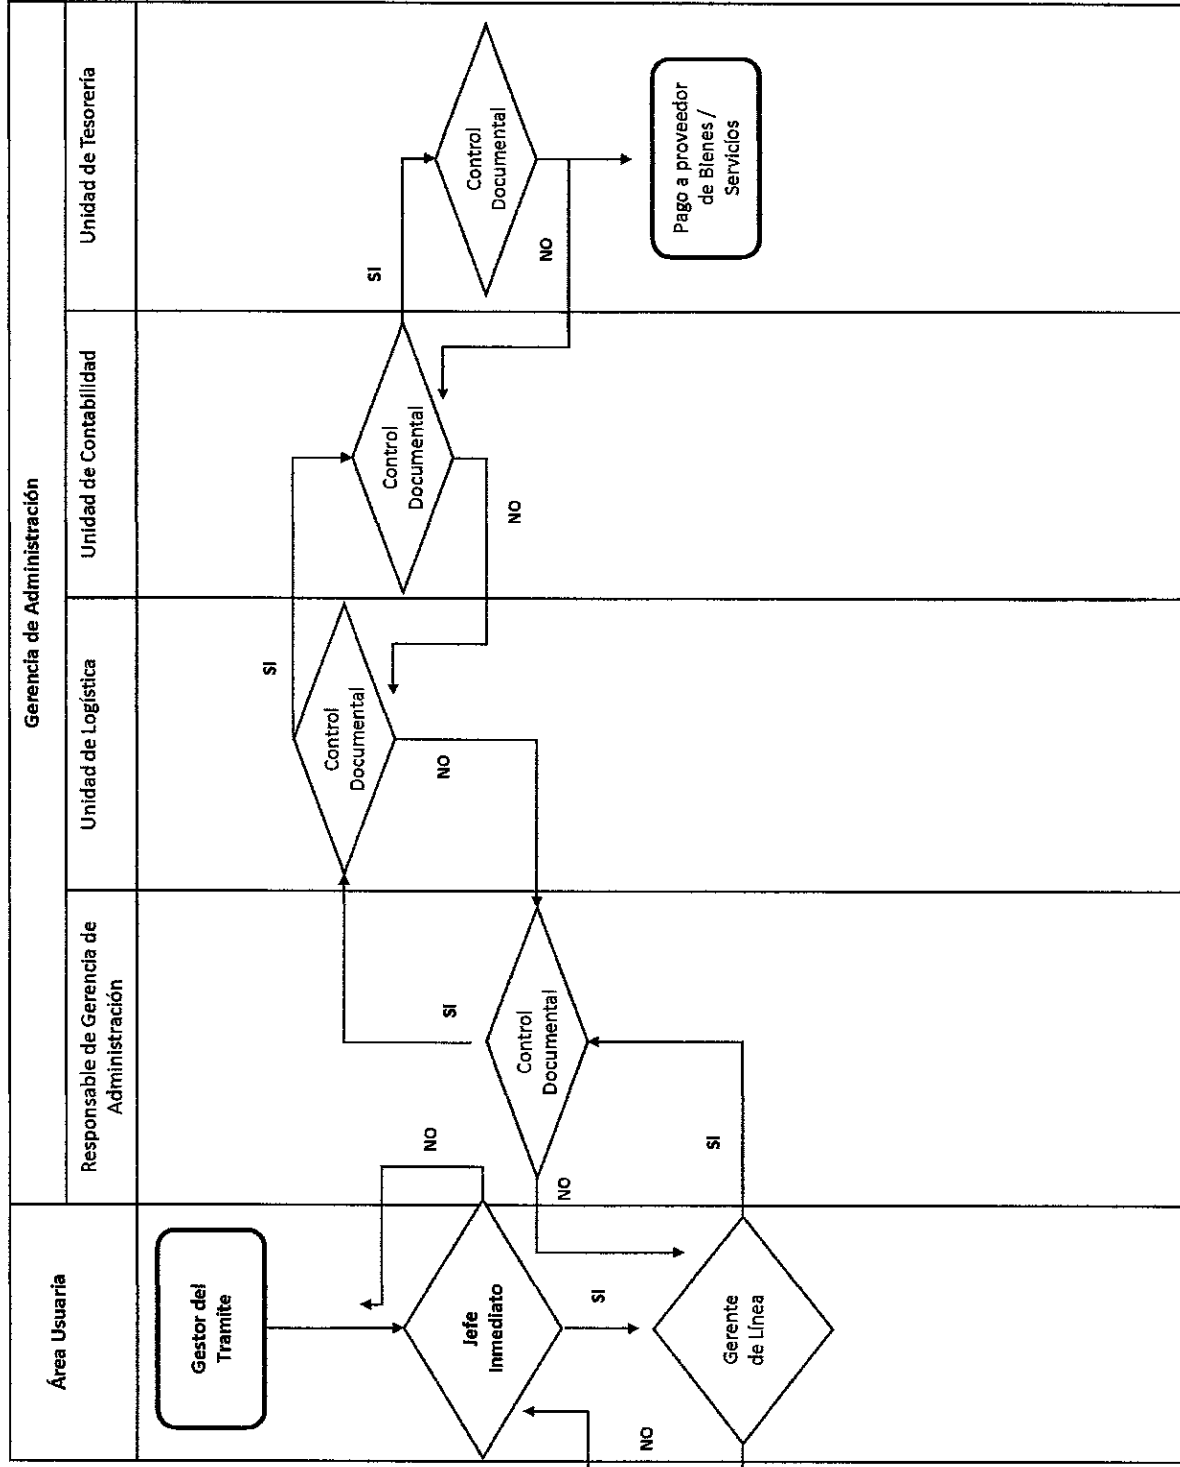 Gerencia de Administración
Área Usuaria
Responsable de Gerencia de
Administración
Unidad de Logística
Unidad de Contabilidad
Unidad de Tesorería
Gestor del
Tramite
NO
Jefe
Inmediato
SI
NO
Gerente
de Línea
SI
NO
Control
Documental
SI
Control
Documental
NO
SI
Control
Documental
NO
SI
Control
Documental
NO
Pago a proveedor
de Bienes /
Servicios